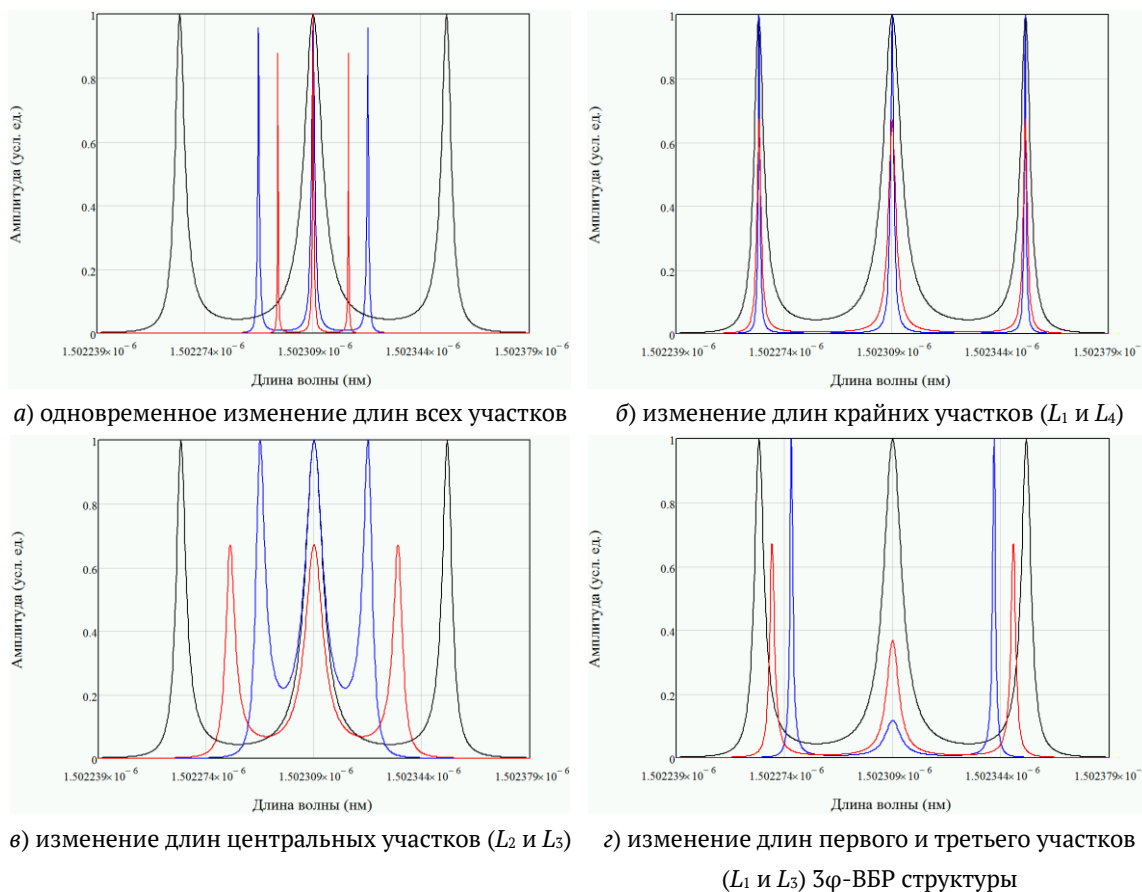 Амплитуда (усл. ед.)
1
0.8
0.6
0.4
0.2
0
1.502239×10⁻⁶ 1.502274×10⁻⁶ 1.502309×10⁻⁶ 1.502344×10⁻⁶ 1.502379×10⁻⁶
Длина волны (нм)
а) одновременное изменение длин всех участков
Амплитуда (усл. ед.)
1
0.8
0.6
0.4
0.2
0
1.502239×10⁻⁶ 1.502274×10⁻⁶ 1.502309×10⁻⁶ 1.502344×10⁻⁶ 1.502379×10⁻⁶
Длина волны (нм)
б) изменение длин крайних участков (L₁ и L₄)
Амплитуда (усл. ед.)
1
0.8
0.6
0.4
0.2
0
1.502239×10⁻⁶ 1.502274×10⁻⁶ 1.502309×10⁻⁶ 1.502344×10⁻⁶ 1.502379×10⁻⁶
Длина волны (нм)
в) изменение длин центральных участков (L₂ и L₃)
Амплитуда (усл. ед.)
1
0.8
0.6
0.4
0.2
0
1.502239×10⁻⁶ 1.502274×10⁻⁶ 1.502309×10⁻⁶ 1.502344×10⁻⁶ 1.502379×10⁻⁶
Длина волны (нм)
г) изменение длин первого и третьего участков
(L₁ и L₃) 3φ-ВБР структуры